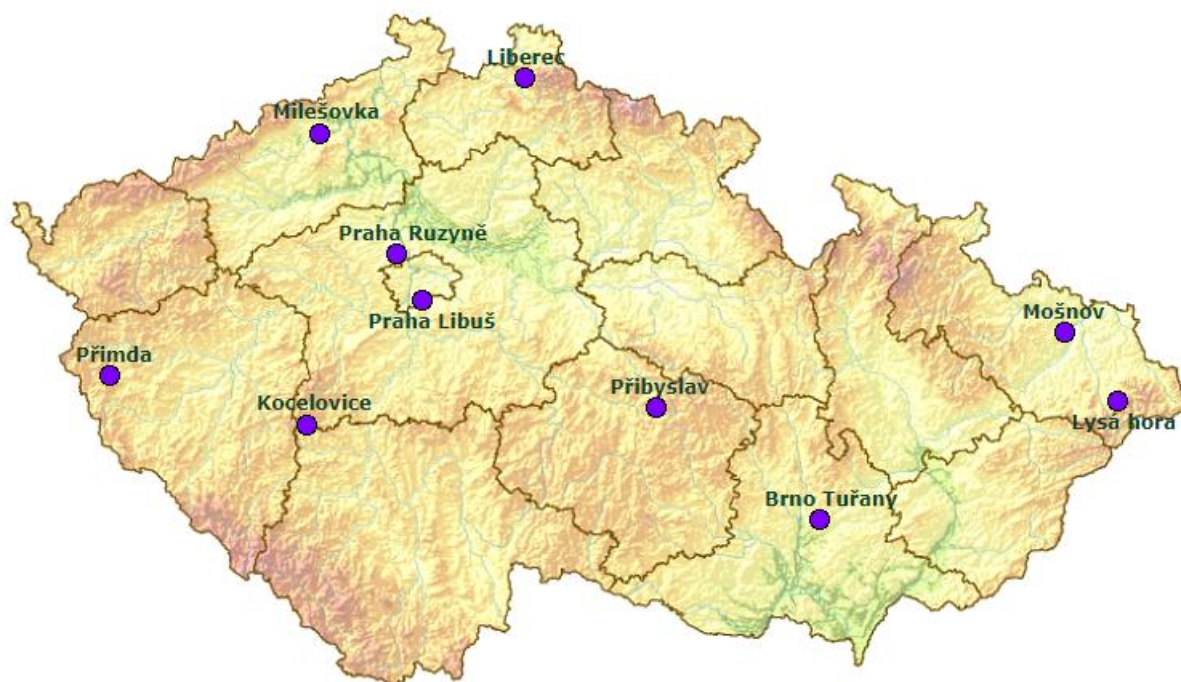 Liberec
Milešovka
Praha Ruzyně
Praha Libuš
Mošnov
Přimda
Přibyslav
Kocelovice
Lysá hora
Brno Tuřany